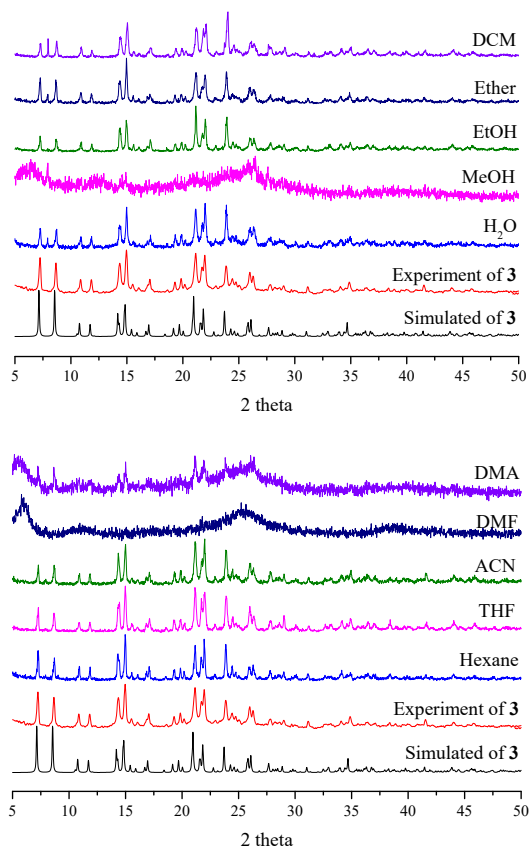 DCM
Ether
EtOH
MeOH
H₂O
Experiment of 3
Simulated of 3
5 10 15 20 25 30 35 40 45 50
2 theta
DMA
DMF
ACN
THF
Hexane
Experiment of 3
Simulated of 3
5 10 15 20 25 30 35 40 45 50
2 theta